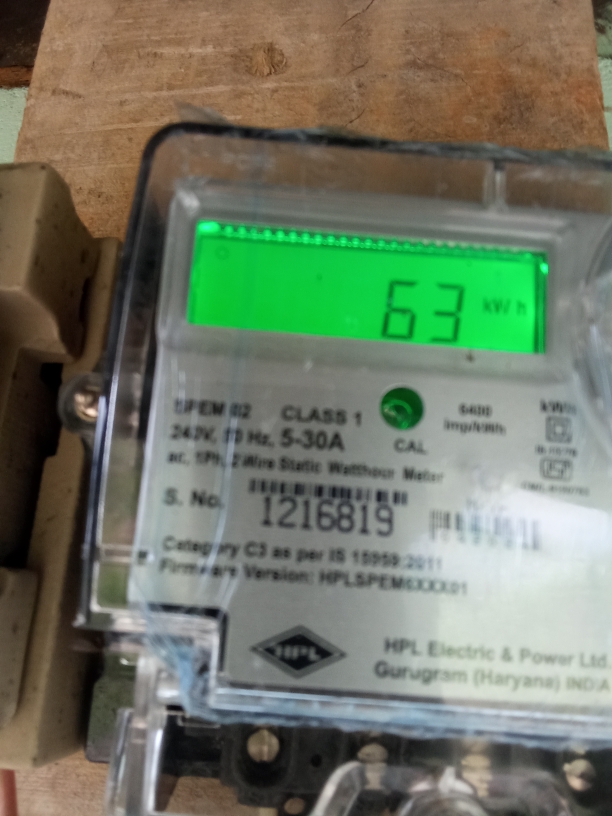 63 kWh
SPEM 02 CLASS 1
6400
imp/kWh
kWh
240V, 50 Hz, 5-30A
CAL
ac, 1Ph, 2 Wire Static Watthour Meter
S. No.
1216819
Category C3 as per IS 15959:2011
Firmware Version: HPLSPEM6XXX01
HPL
HPL Electric & Power Ltd
Gurugram (Haryana) INDIA